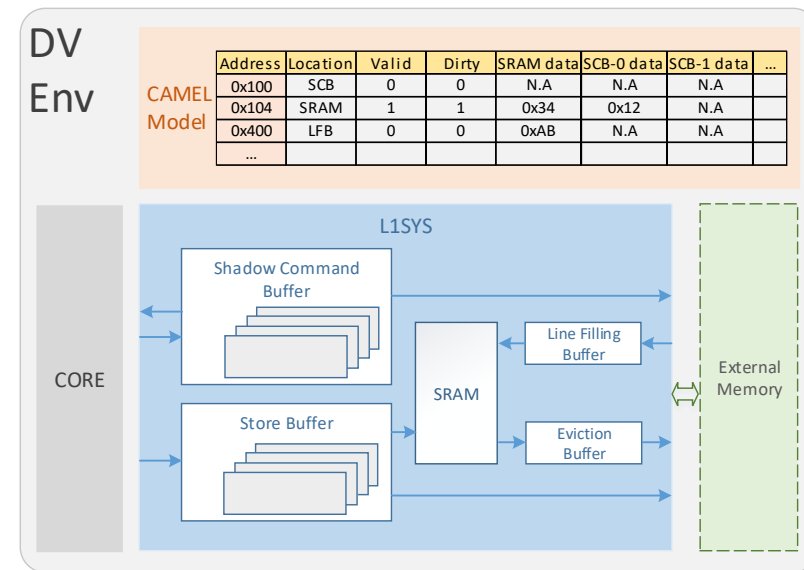 DV
Env
CAMEL
Model
Address Location Valid Dirty SRAM data SCB-0 data SCB-1 data ...
0x100 SCB 0 0 N.A N.A N.A
0x104 SRAM 1 1 0x34 0x12 N.A
0x400 LFB 0 0 0xAB N.A N.A
...
L1SYS
Shadow Command
Buffer
CORE
SRAM
Line Filling
Buffer
External
Memory
Store Buffer
Eviction
Buffer